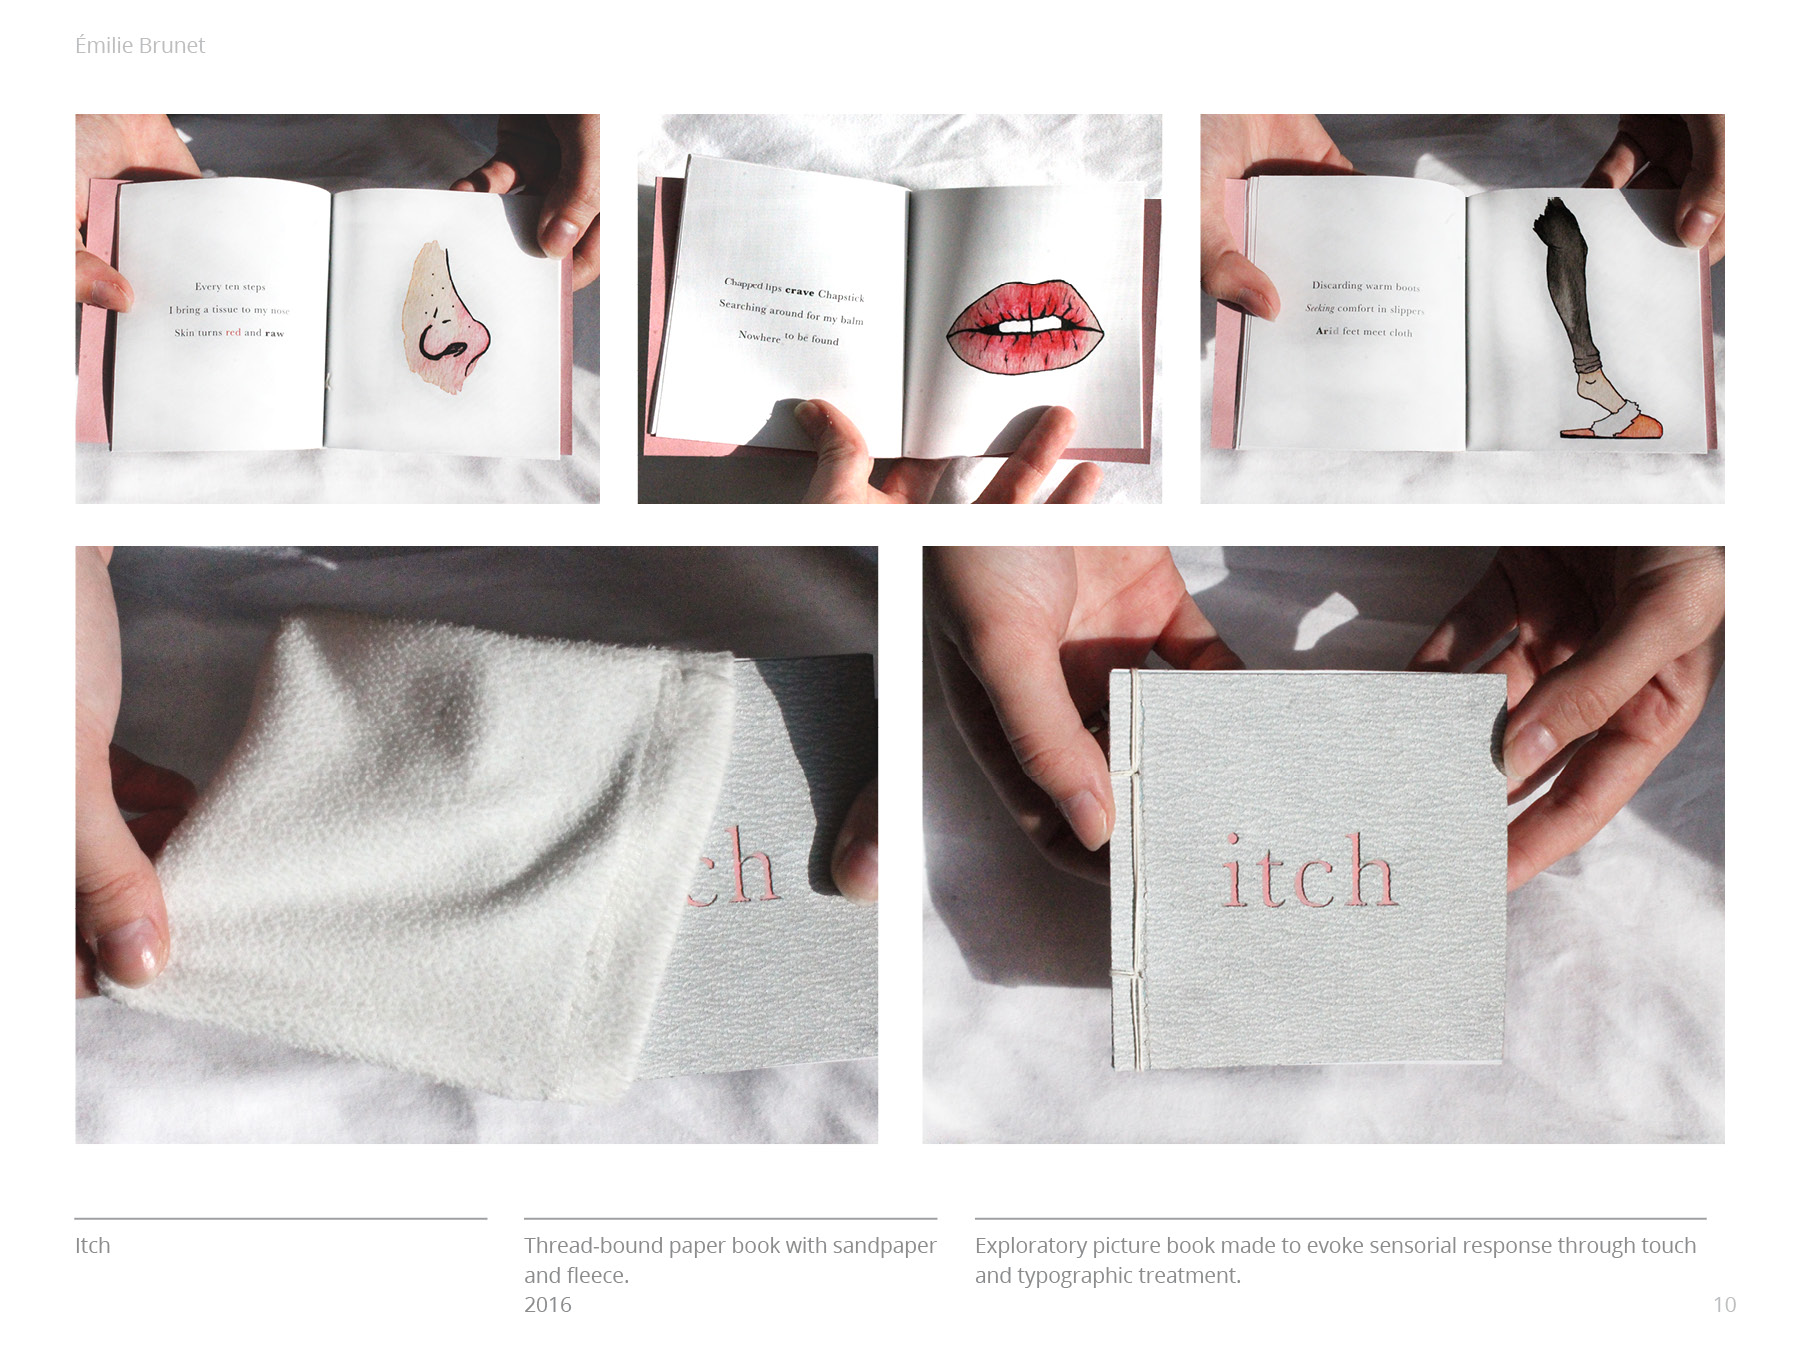 Émilie Brunet
Every ten steps
I bring a tissue to my nose
Skin turns red and raw
Chapped lips crave Chapstick
Searching around for my balm
Nowhere to be found
Discarding warm boots
Seeking comfort in slippers
Arid feet meet cloth
ch
itch
Itch
Thread-bound paper book with sandpaper
and fleece.
2016
Exploratory picture book made to evoke sensorial response through touch
and typographic treatment.
10